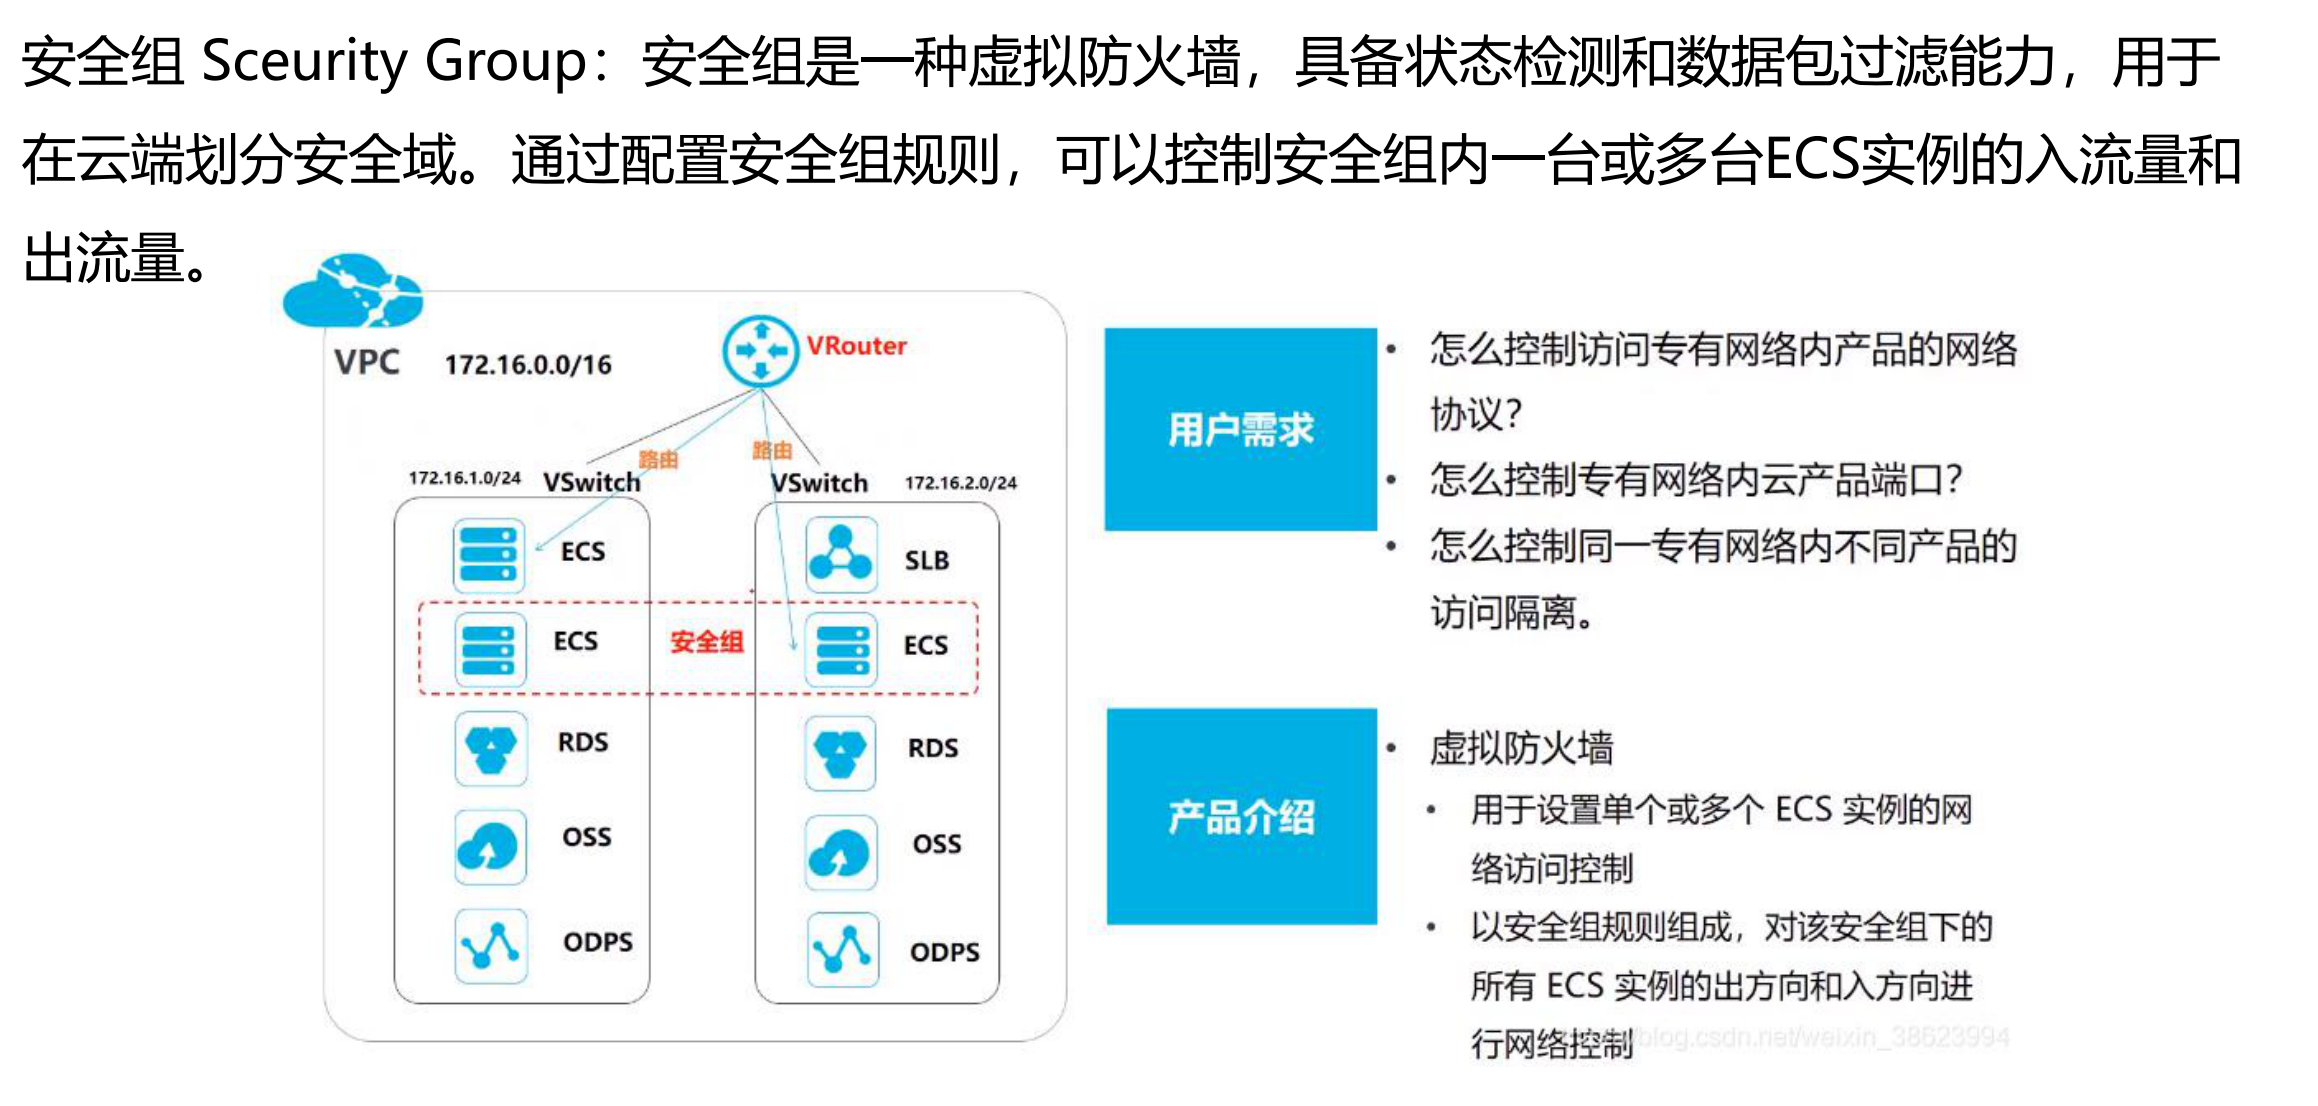 安全组 Sceurity Group：安全组是一种虚拟防火墙，具备状态检测和数据包过滤能力，用于
在云端划分安全域。通过配置安全组规则，可以控制安全组内一台或多台ECS实例的入流量和
出流量。
VPC 172.16.0.0/16
VRouter
路由
路由
172.16.1.0/24 VSwitch
VSwitch 172.16.2.0/24
ECS
SLB
ECS
安全组
ECS
RDS
RDS
OSS
OSS
ODPS
ODPS
用户需求
• 怎么控制访问专有网络内产品的网络
协议？
• 怎么控制专有网络内云产品端口？
• 怎么控制同一专有网络内不同产品的
访问隔离。
产品介绍
• 虚拟防火墙
• 用于设置单个或多个 ECS 实例的网
络访问控制
• 以安全组规则组成，对该安全组下的
所有 ECS 实例的出方向和入方向进
行网络控制
blog.csdn.net/weixin_38623994